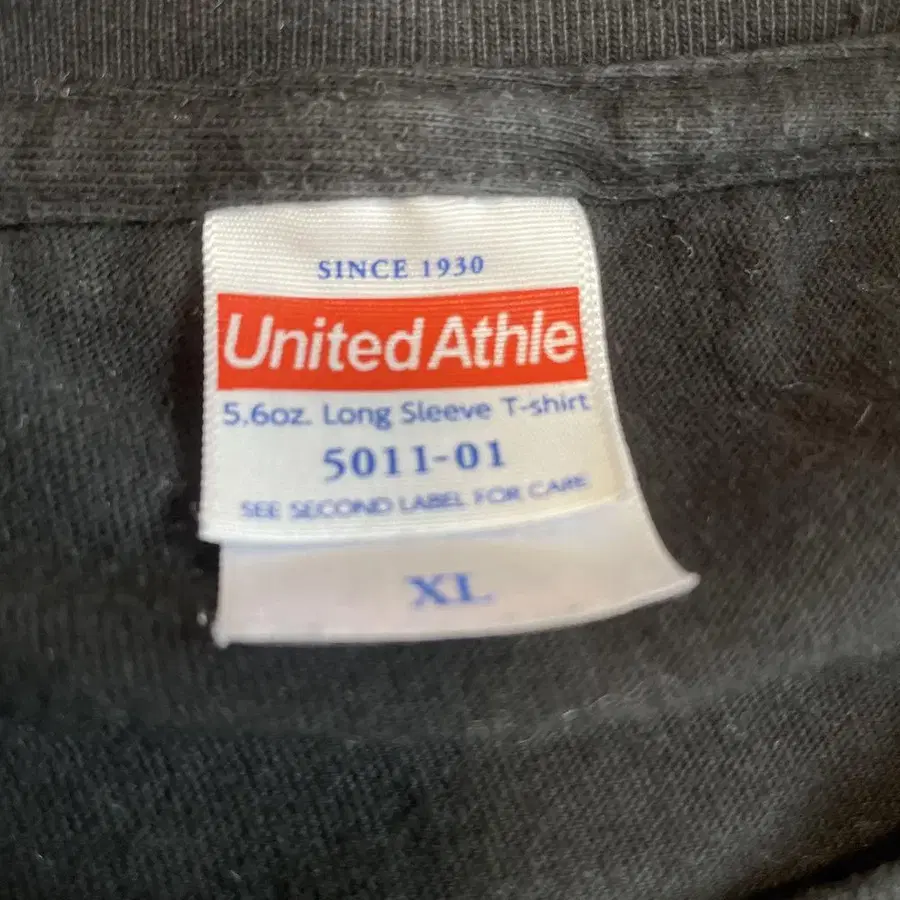 SINCE 1930
United Athle
5.6oz. Long Sleeve T-shirt
5011-01
SEE SECOND LABEL FOR CARE
XL